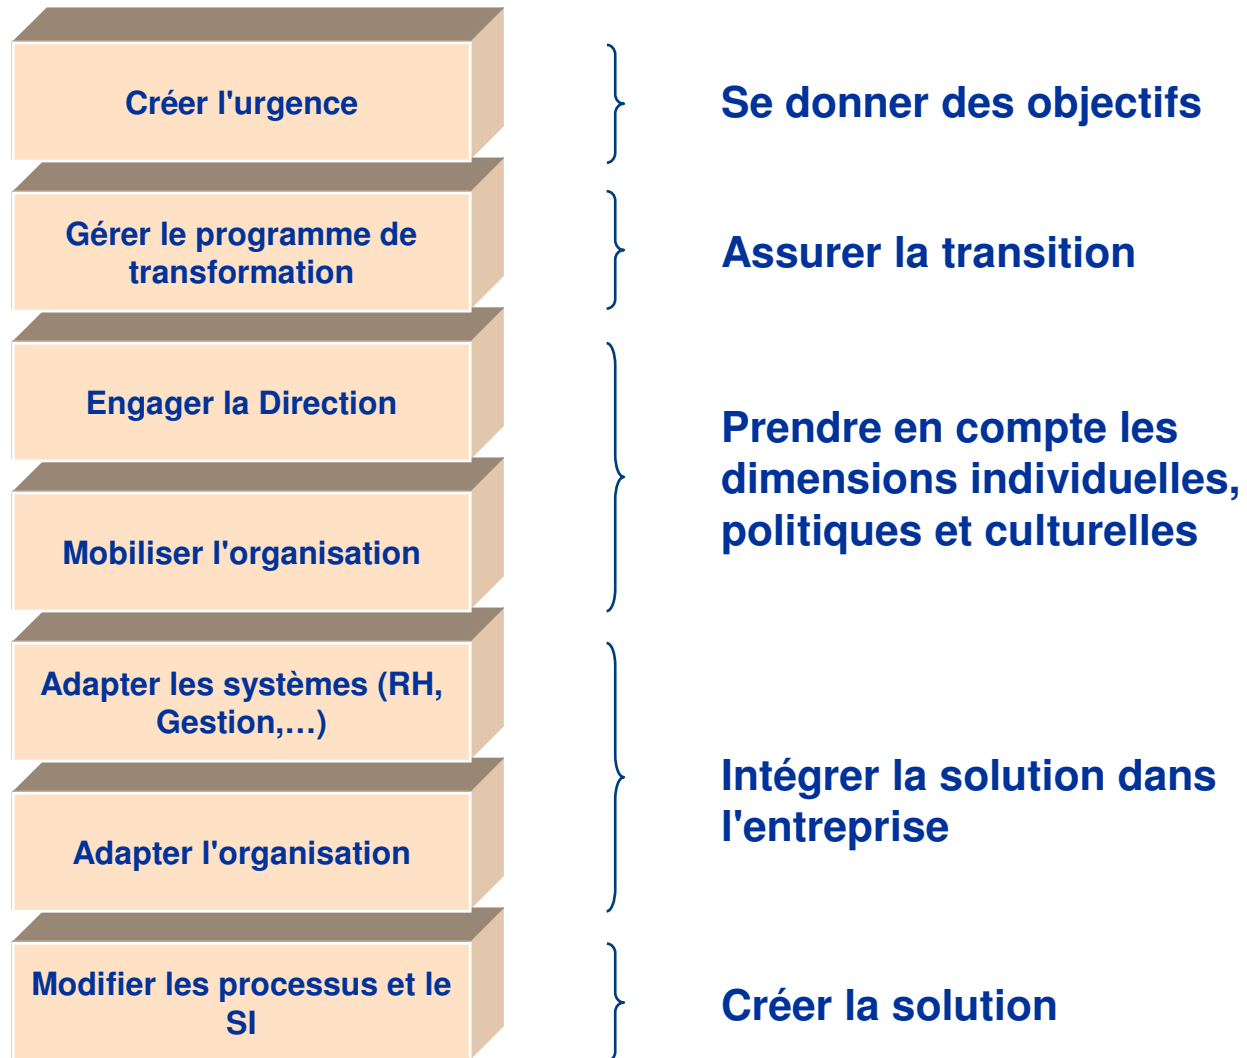 Créer l'urgence
Se donner des objectifs
Gérer le programme de
transformation
Assurer la transition
Engager la Direction
Mobiliser l'organisation
Prendre en compte les
dimensions individuelles,
politiques et culturelles
Adapter les systèmes (RH,
Gestion,…)
Adapter l'organisation
Intégrer la solution dans
l'entreprise
Modifier les processus et le
SI
Créer la solution